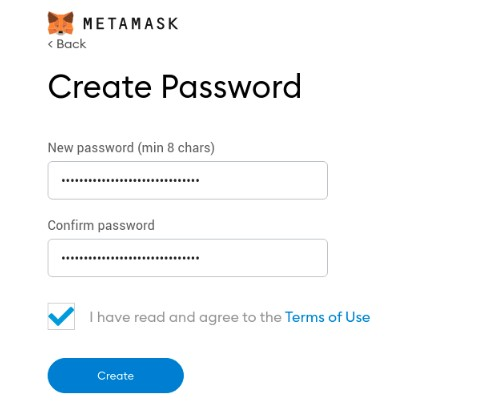 METAMASK
< Back
Create Password
New password (min 8 chars)
•••••••••••••••••••••••••••••••
Confirm password
•••••••••••••••••••••••••••••••
I have read and agree to the Terms of Use
Create